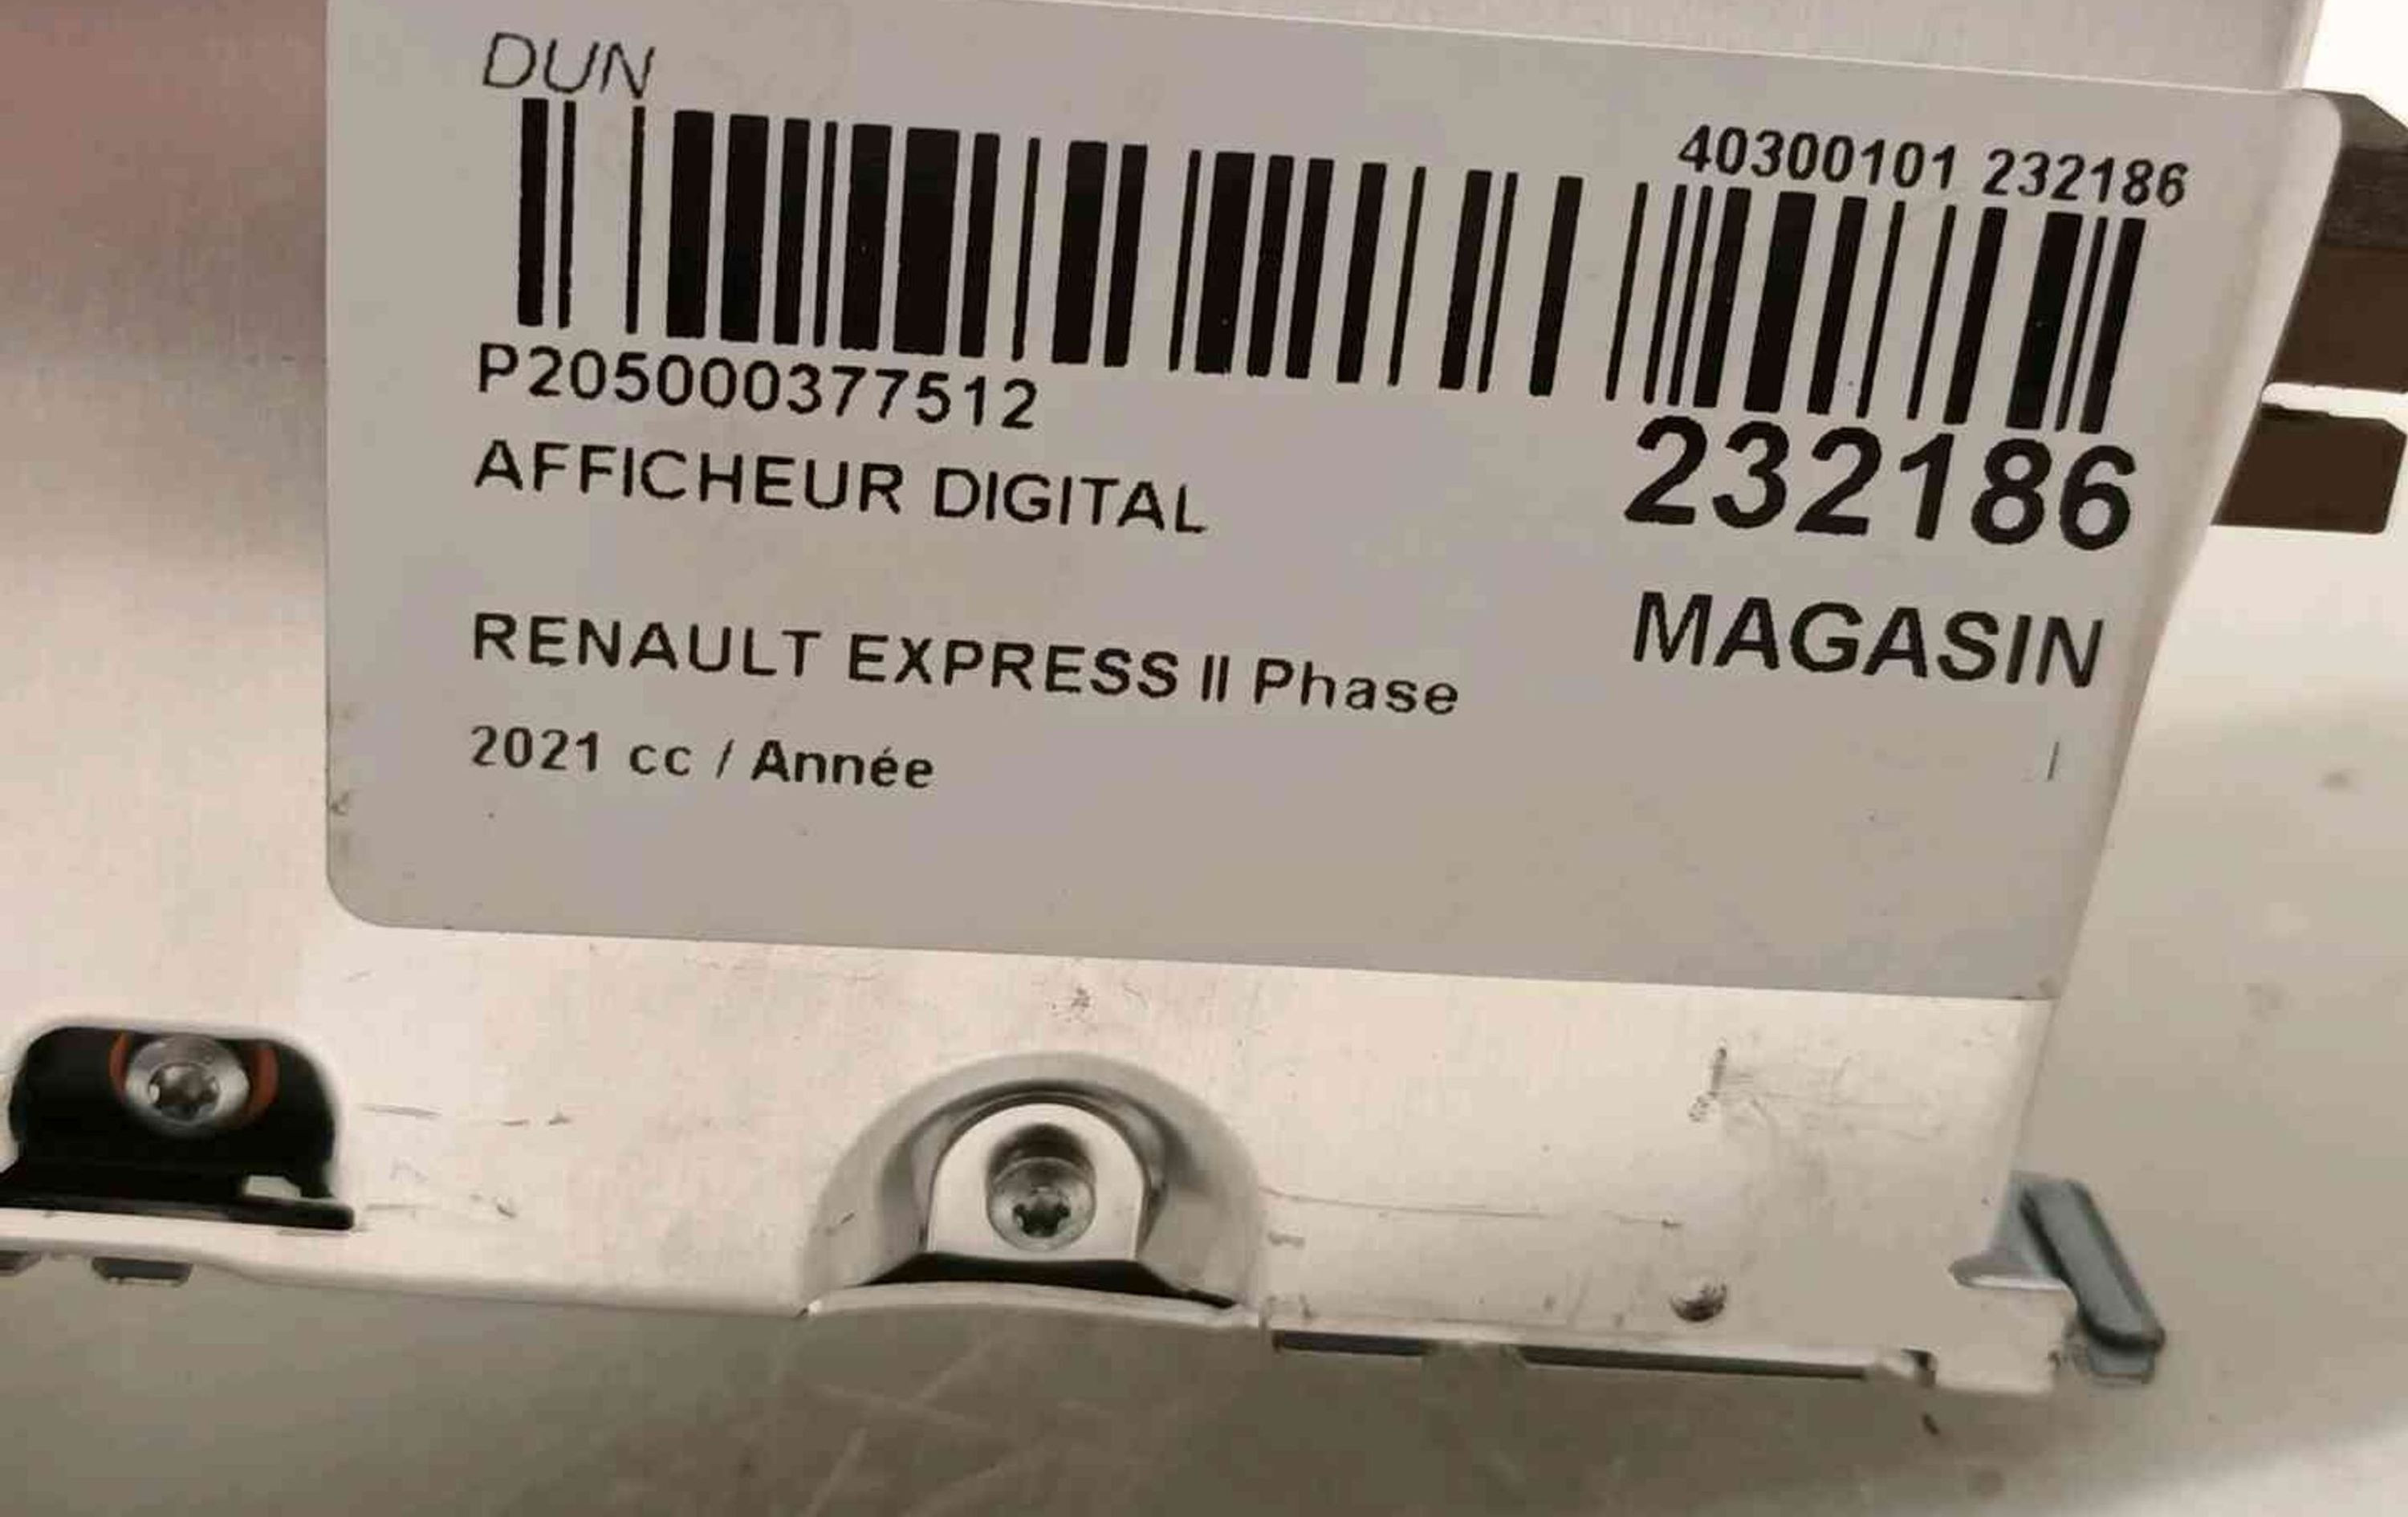 DUN
40300101 232186
P205000377512
232186
AFFICHEUR DIGITAL
MAGASIN
RENAULT EXPRESS II Phase
2021 cc / Année